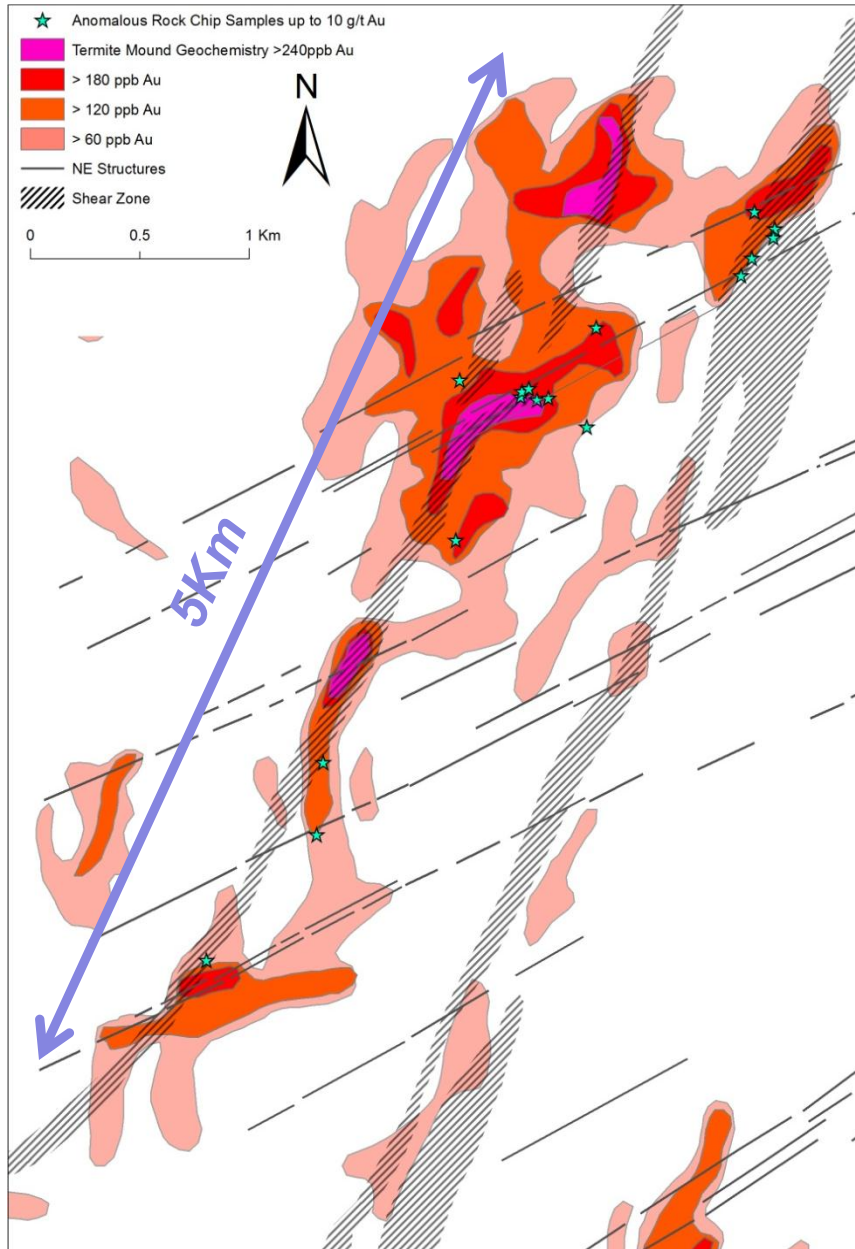 Anomalous Rock Chip Samples up to 10 g/t Au
Termite Mound Geochemistry >240ppb Au
> 180 ppb Au
> 120 ppb Au
> 60 ppb Au
NE Structures
Shear Zone
N
0 0.5 1 Km
5Km